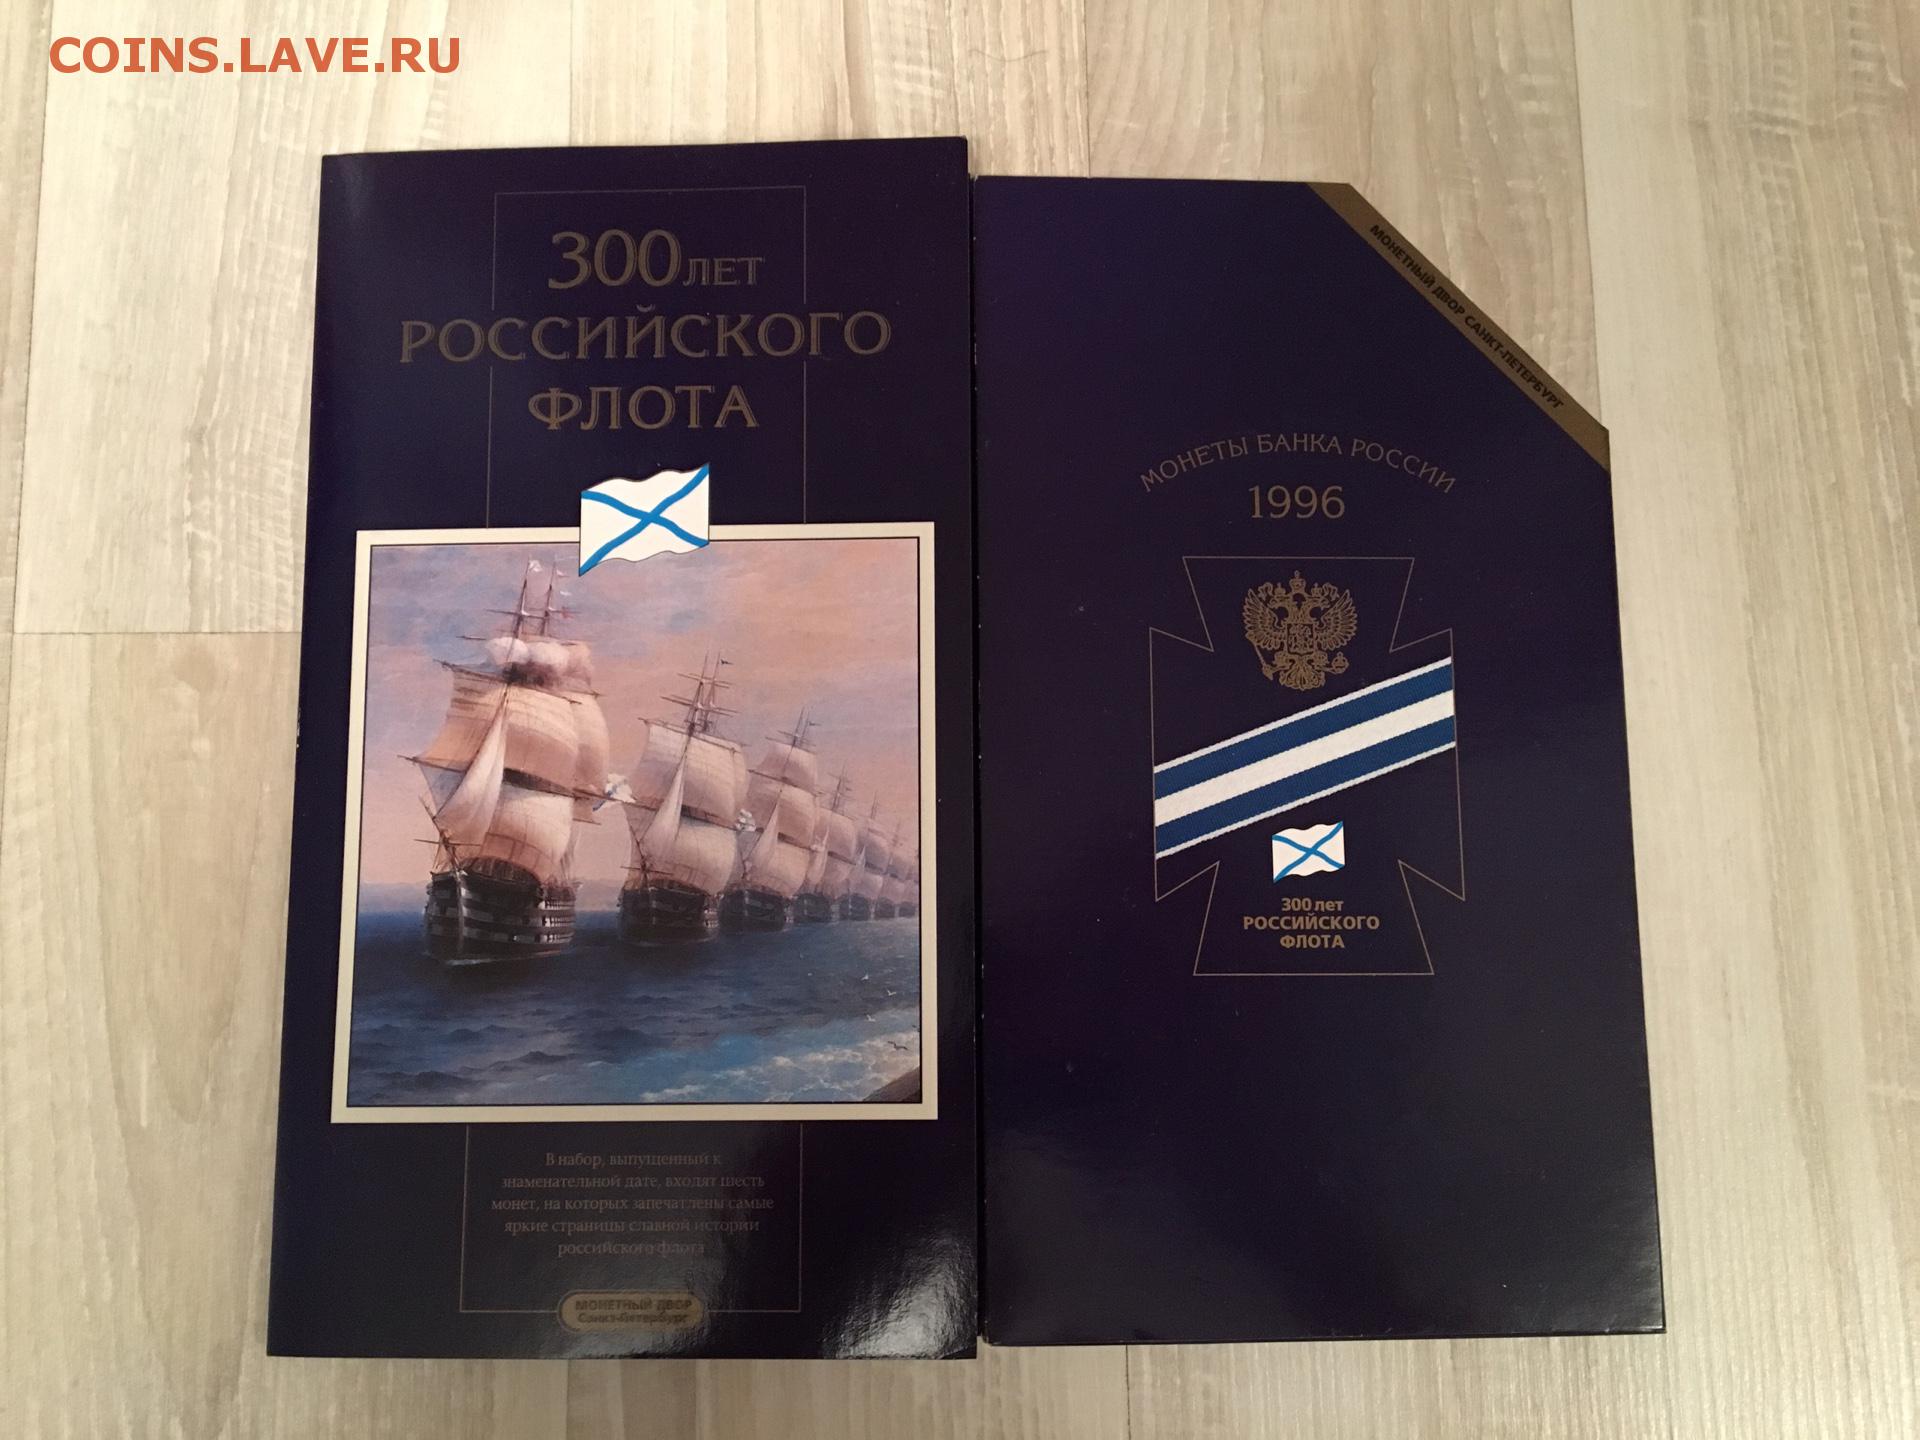 COINS.LAVE.RU
300 ЛЕТ
РОССИЙСКОГО
ФЛОТА
В набор, выпущенный к
знаменательной дате, входят шесть
монет, на которых запечатлены самые
яркие страницы славной истории
российского флота
МОНЕТНЫЙ ДВОР
Санкт-Петербург
МОНЕТНЫЙ ДВОР САНКТ-ПЕТЕРБУРГ
МОНЕТЫ БАНКА РОССИИ
1996
300 лет
РОССИЙСКОГО
ФЛОТА